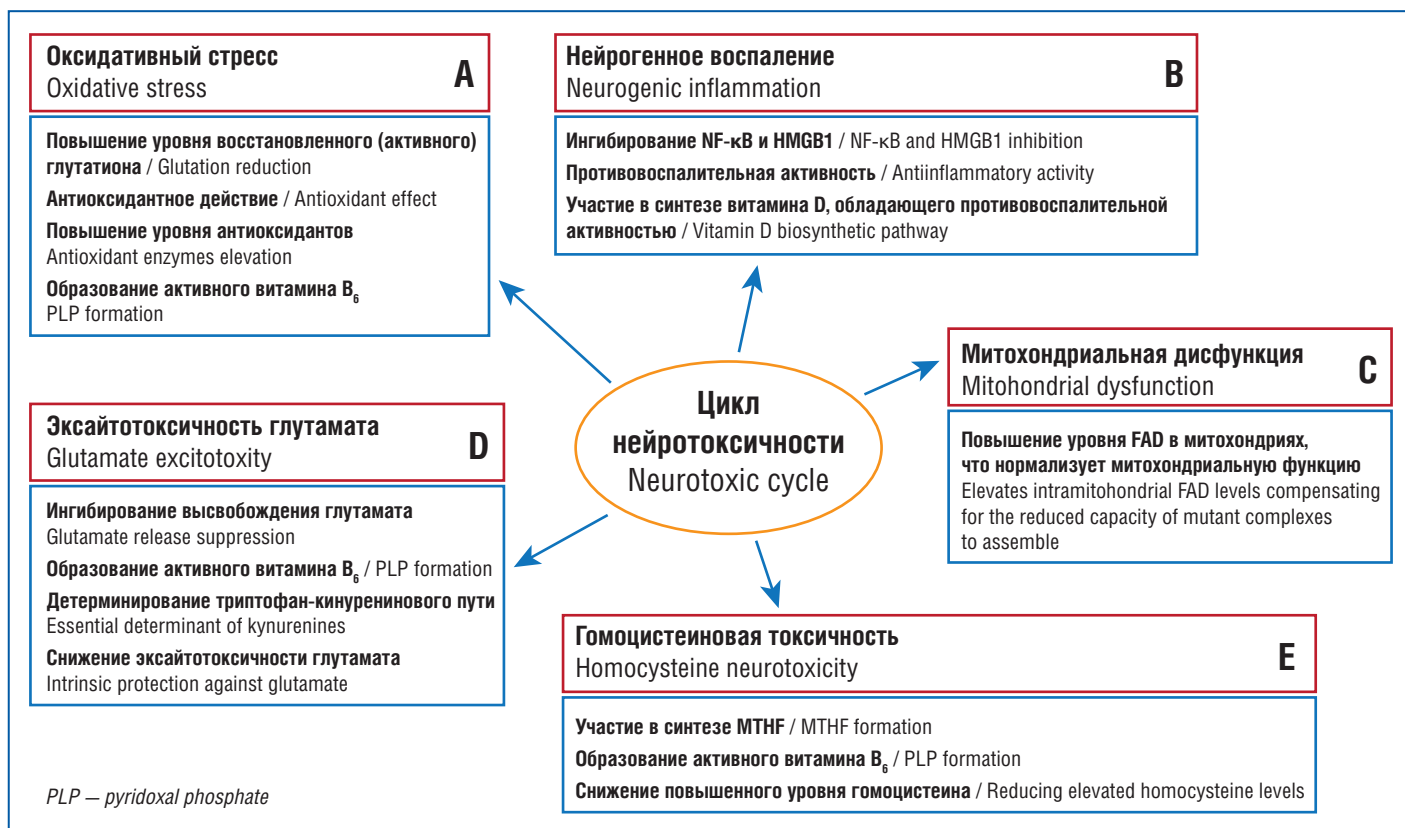 Оксидативный стресс
Oxidative stress
A
Повышение уровня восстановленного (активного)
глутатиона / Glutation reduction
Антиоксидантное действие / Antioxidant effect
Повышение уровня антиоксидантов
Antioxidant enzymes elevation
Образование активного витамина B₆
PLP formation
Нейрогенное воспаление
Neurogenic inflammation
B
Ингибирование NF-κB и HMGB1 / NF-κB and HMGB1 inhibition
Противовоспалительная активность / Antiinflammatory activity
Участие в синтезе витамина D, обладающего противовоспалительной
активностью / Vitamin D biosynthetic pathway
Цикл
нейротоксичности
Neurotoxic cycle
Митохондриальная дисфункция
Mitohondrial dysfunction
C
Повышение уровня FAD в митохондриях,
что нормализует митохондриальную функцию
Elevates intramitohondrial FAD levels compensating
for the reduced capacity of mutant complexes
to assemble
Эксайтотоксичность глутамата
Glutamate excitotoxity
D
Ингибирование высвобождения глутамата
Glutamate release suppression
Образование активного витамина B₆ / PLP formation
Детерминирование триптофан-кинуренинового пути
Essential determinant of kynurenines
Снижение эксайтотоксичности глутамата
Intrinsic protection against glutamate
Гомоцистеиновая токсичность
Homocysteine neurotoxicity
E
Участие в синтезе MTHF / MTHF formation
Образование активного витамина B₆ / PLP formation
Снижение повышенного уровня гомоцистеина / Reducing elevated homocysteine levels
PLP — pyridoxal phosphate